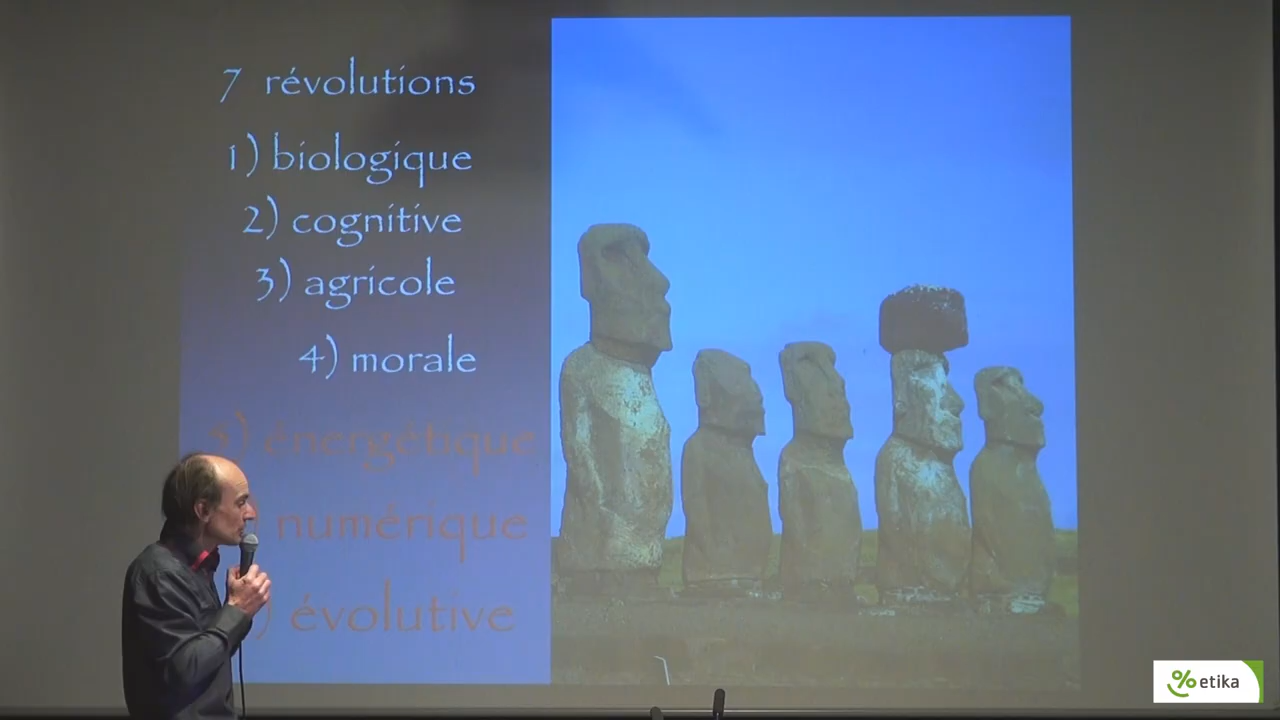 7 révolutions
1) biologique
2) cognitive
3) agricole
4) morale
5) énergétique
) numérique
) évolutive
% etika